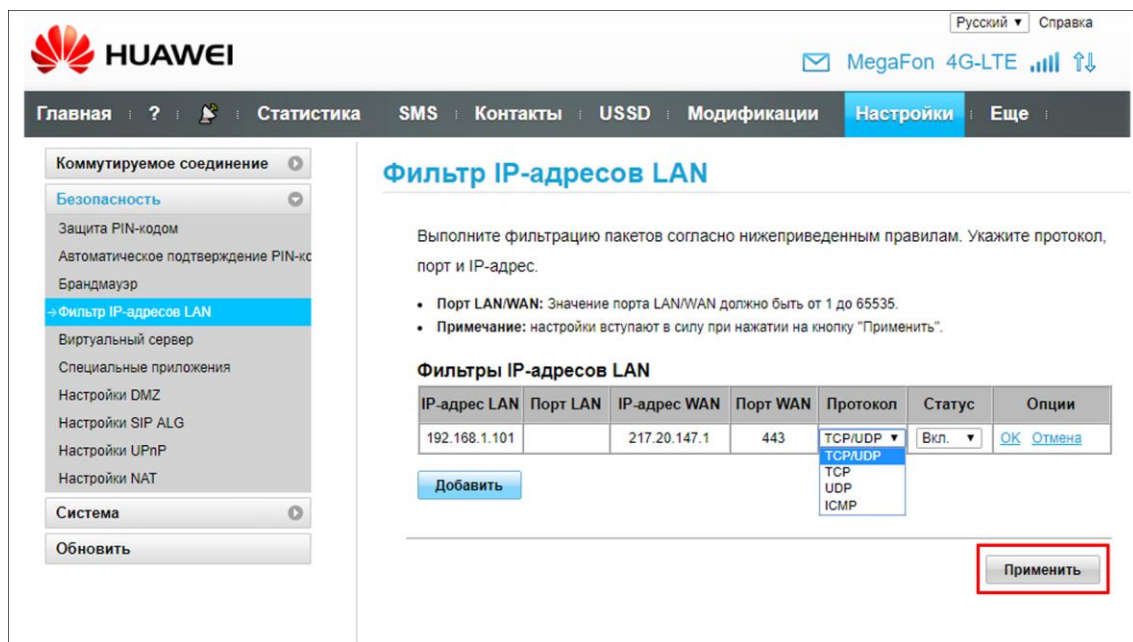 Русский Справка
HUAWEI
MegaFon 4G-LTE
Главная ? Статистика SMS Контакты USSD Модификации Настройки Еще
Коммутируемое соединение
Безопасность
Защита PIN-кодом
Автоматическое подтверждение PIN-кс
Брандмауэр
Фильтр IP-адресов LAN
Виртуальный сервер
Специальные приложения
Настройки DMZ
Настройки SIP ALG
Настройки UPnP
Настройки NAT
Система
Обновить
Фильтр IP-адресов LAN
Выполните фильтрацию пакетов согласно нижеприведенным правилам. Укажите протокол,
порт и IP-адрес.
• Порт LAN/WAN: Значение порта LAN/WAN должно быть от 1 до 65535.
• Примечание: настройки вступают в силу при нажатии на кнопку "Применить".
Фильтры IP-адресов LAN
IP-адрес LAN Порт LAN IP-адрес WAN Порт WAN Протокол Статус Опции
192.168.1.101 217.20.147.1 443 TCP/UDP Вкл. OK Отмена
TCP/UDP
TCP
UDP
ICMP
Добавить
Применить